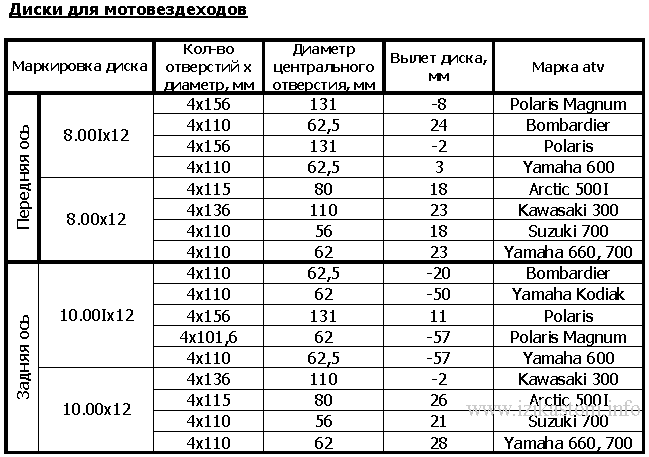 Диски для мотовездеходов
Маркировка диска Кол-во отверстий x диаметр, мм Диаметр центрального отверстия, мм Вылет диска, мм Марка atv
Передняя ось
8.00Ix12
4x156 131 -8 Polaris Magnum
4x110 62,5 24 Bombardier
4x156 131 -2 Polaris
4x110 62,5 3 Yamaha 600
8.00x12
4x115 80 18 Arctic 500I
4x136 110 23 Kawasaki 300
4x110 56 18 Suzuki 700
4x110 62 23 Yamaha 660, 700
Задняя ось
10.00Ix12
4x110 62,5 -20 Bombardier
4x110 62 -50 Yamaha Kodiak
4x156 131 11 Polaris
4x101,6 62 -57 Polaris Magnum
4x110 62,5 -57 Yamaha 600
10.00x12
4x136 110 -2 Kawasaki 300
4x115 80 26 Arctic 500I
4x110 56 21 Suzuki 700
4x110 62 28 Yamaha 660, 700